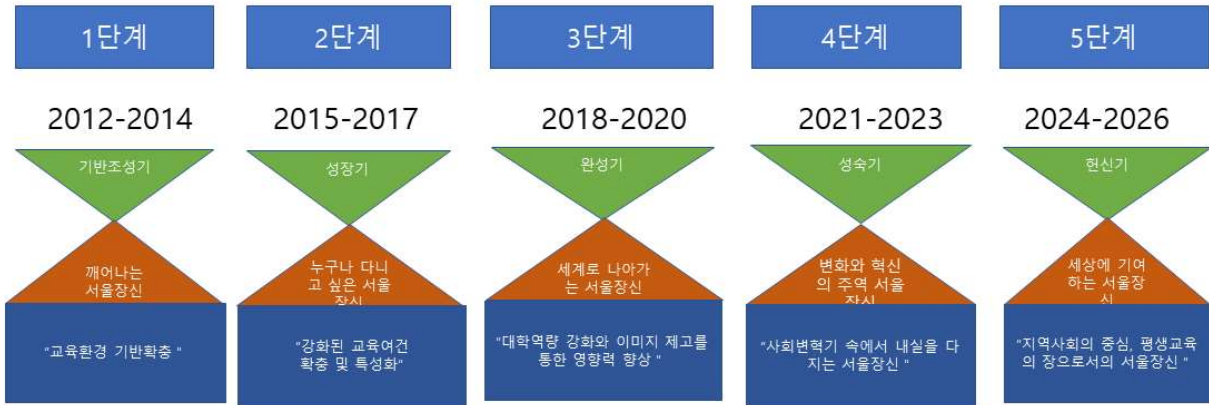 1단계
2단계
3단계
4단계
5단계
2012-2014
2015-2017
2018-2020
2021-2023
2024-2026
기반조성기
성장기
완성기
성숙기
헌신기
깨어나는
서울장신
누구나 다니
고 싶은 서울
장신
세계로 나아가
는 서울장신
변화와 혁신
의 주역 서울
장신
세상에 기여
하는 서울장
신
"교육환경 기반확충 "
"강화된 교육여건
확충 및 특성화"
"대학역량 강화와 이미지 제고를
통한 영향력 향상 "
"사회변혁기 속에서 내실을 다
지는 서울장신 "
"지역사회의 중심, 평생교육
의 장으로서의 서울장신 "